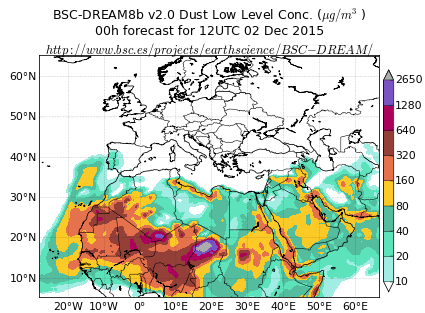 BSC-DREAM8b v2.0 Dust Low Level Conc. (μg/m³ )
00h forecast for 12UTC 02 Dec 2015
http://www.bsc.es/projects/earthscience/BSC−DREAM/
60°N
50°N
40°N
30°N
20°N
10°N
20°W 10°W 0° 10°E 20°E 30°E 40°E 50°E 60°E
2650
1280
640
320
160
80
40
20
10